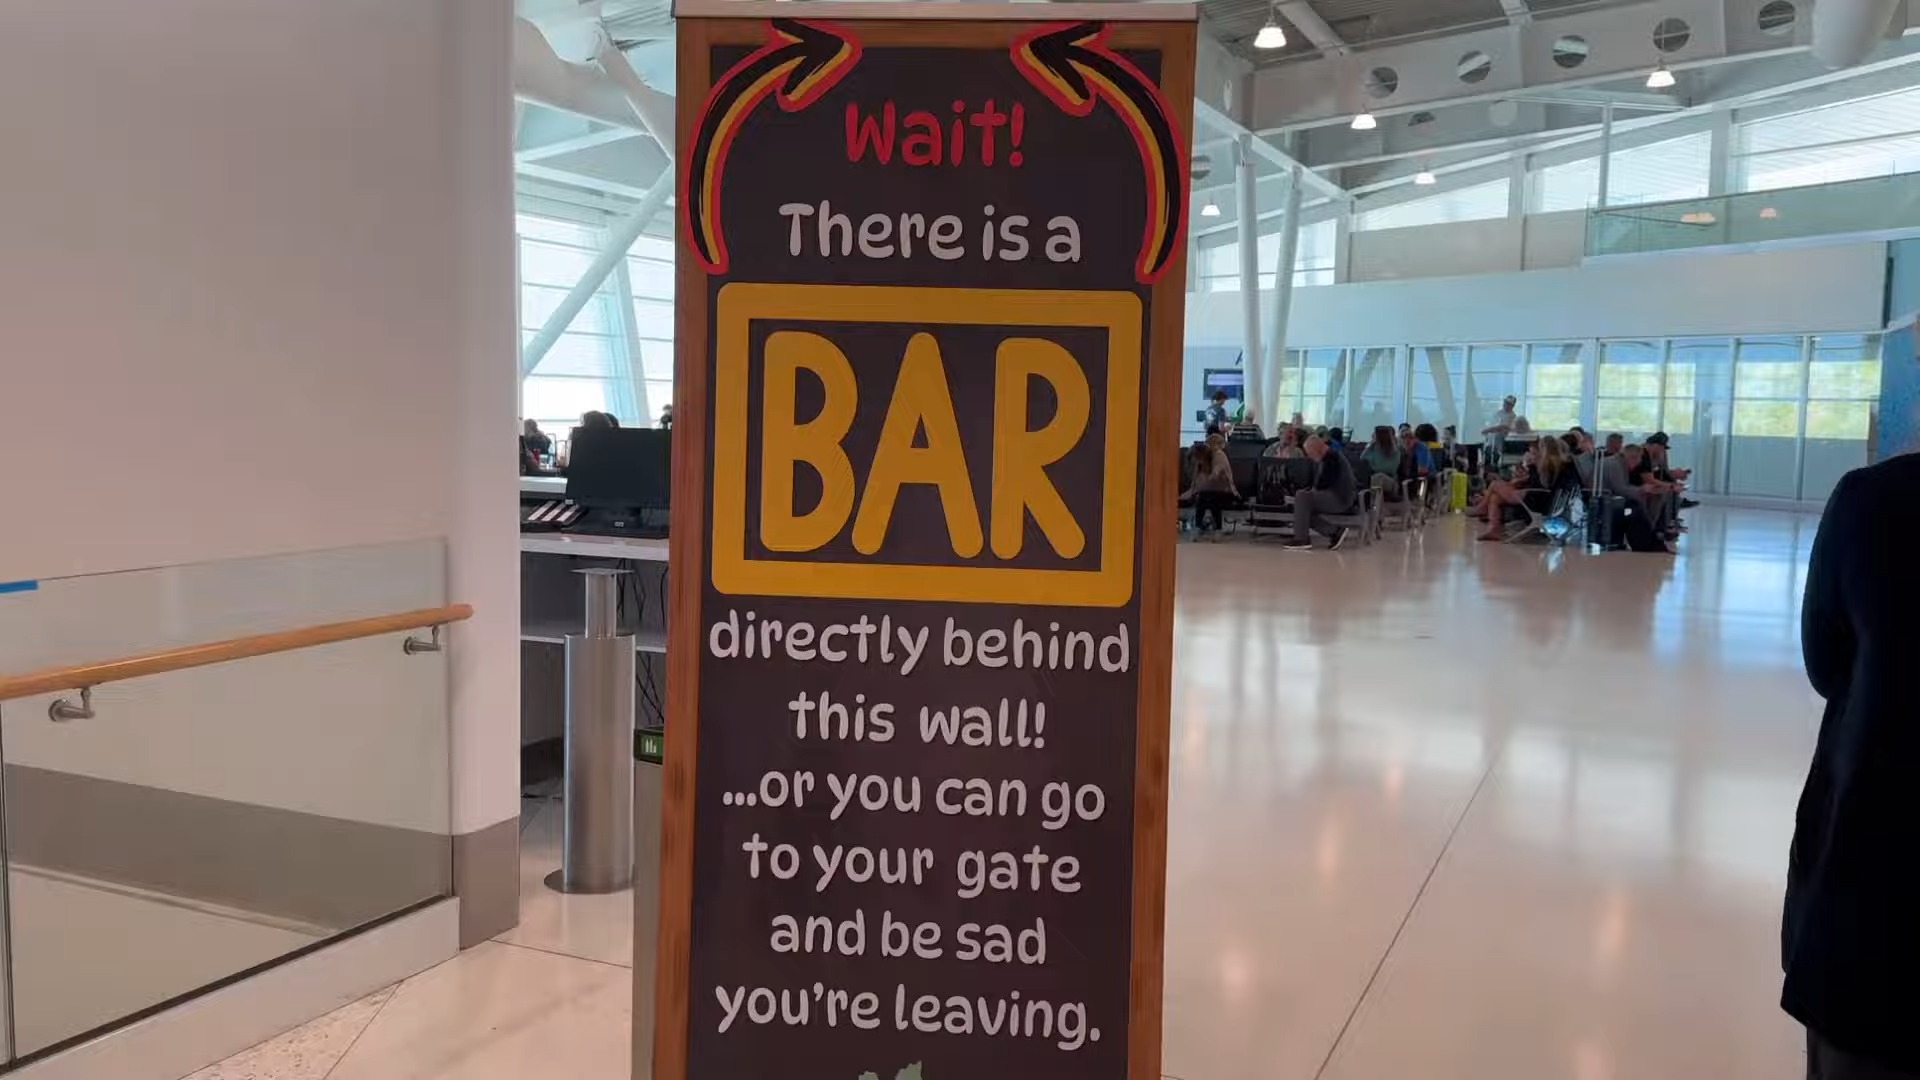 Wait!
There is a
BAR
directly behind
this wall!
...or you can go
to your gate
and be sad
you're leaving.